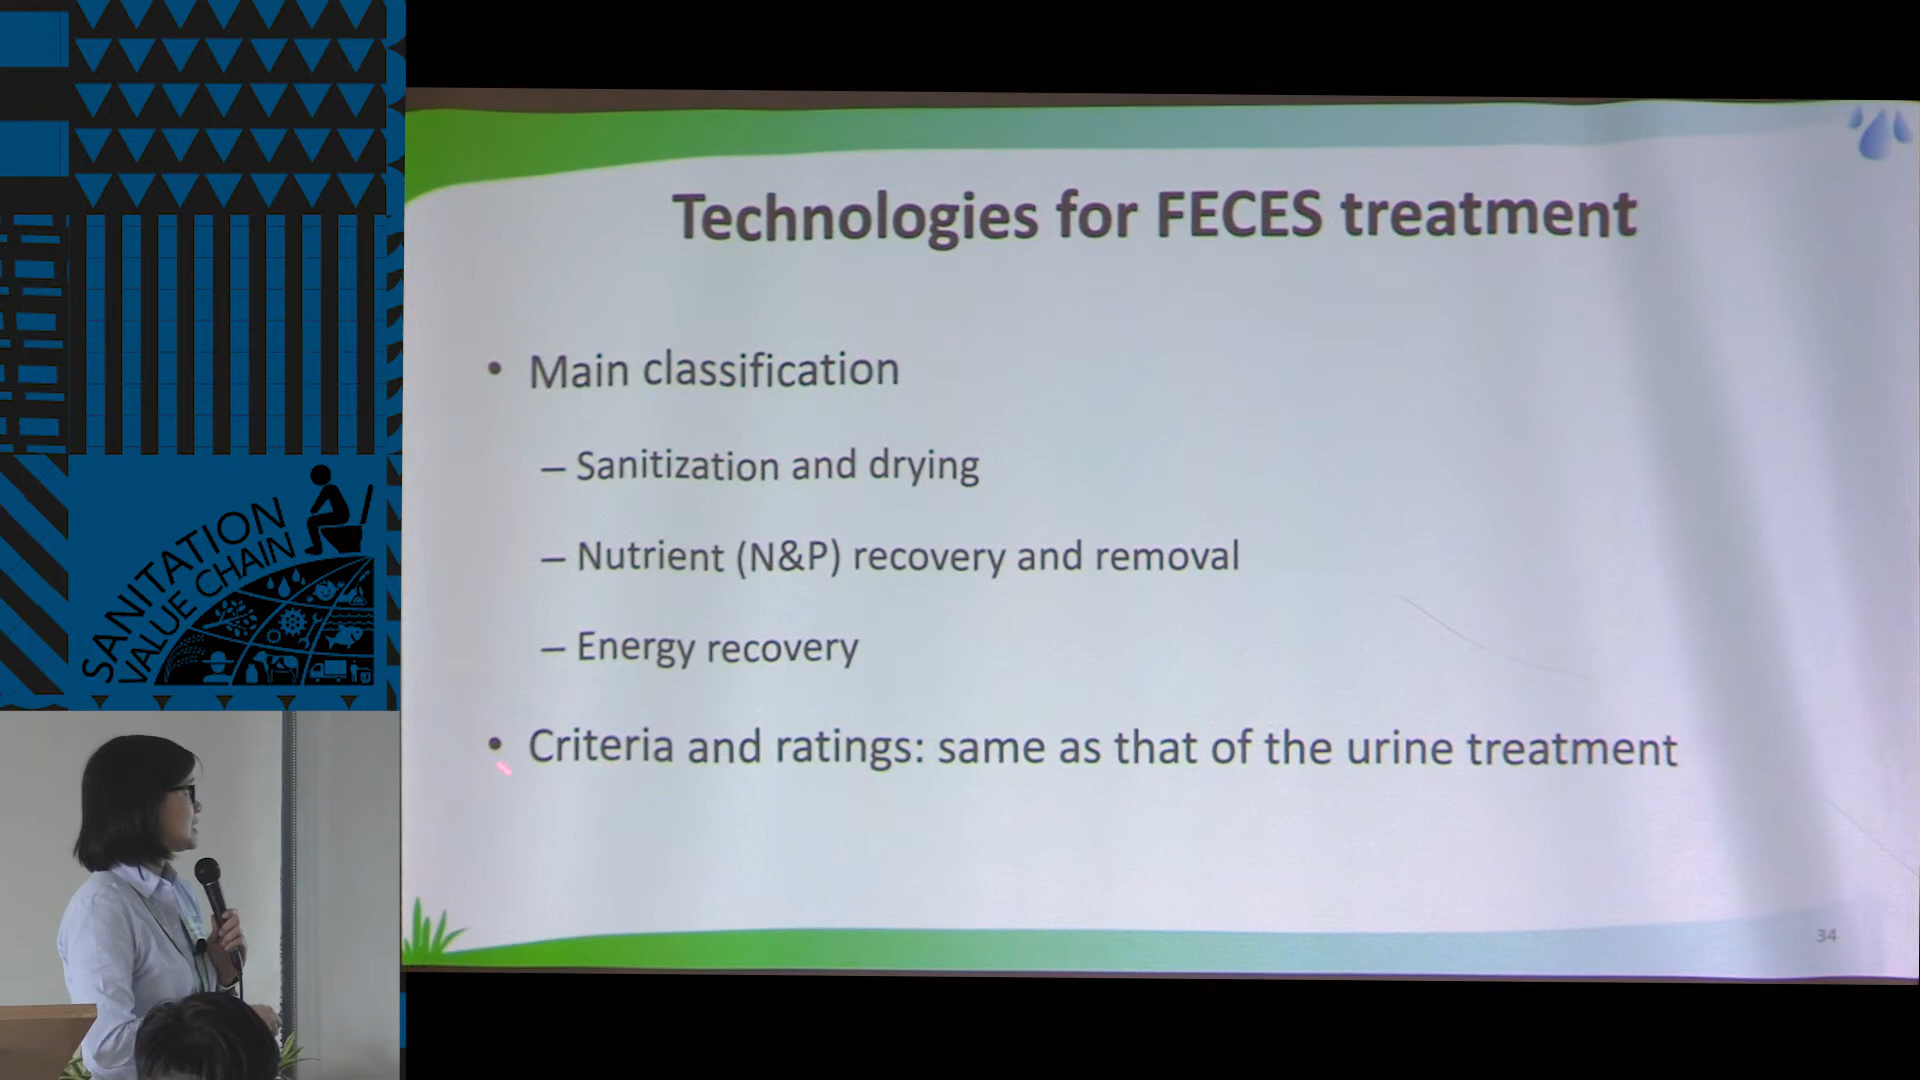 SANITATION
VALUE CHAIN
Technologies for FECES treatment
• Main classification
– Sanitization and drying
– Nutrient (N&P) recovery and removal
– Energy recovery
• Criteria and ratings: same as that of the urine treatment
34